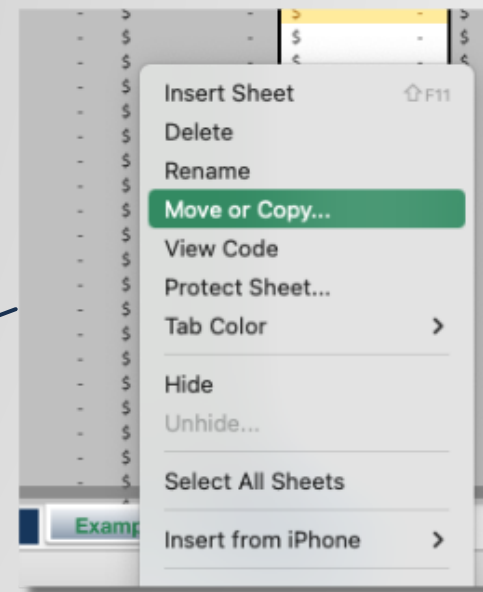 Insert Sheet ⇧F11
Delete
Rename
Move or Copy...
View Code
Protect Sheet...
Tab Color >
Hide
Unhide...
Select All Sheets
Examp
Insert from iPhone >